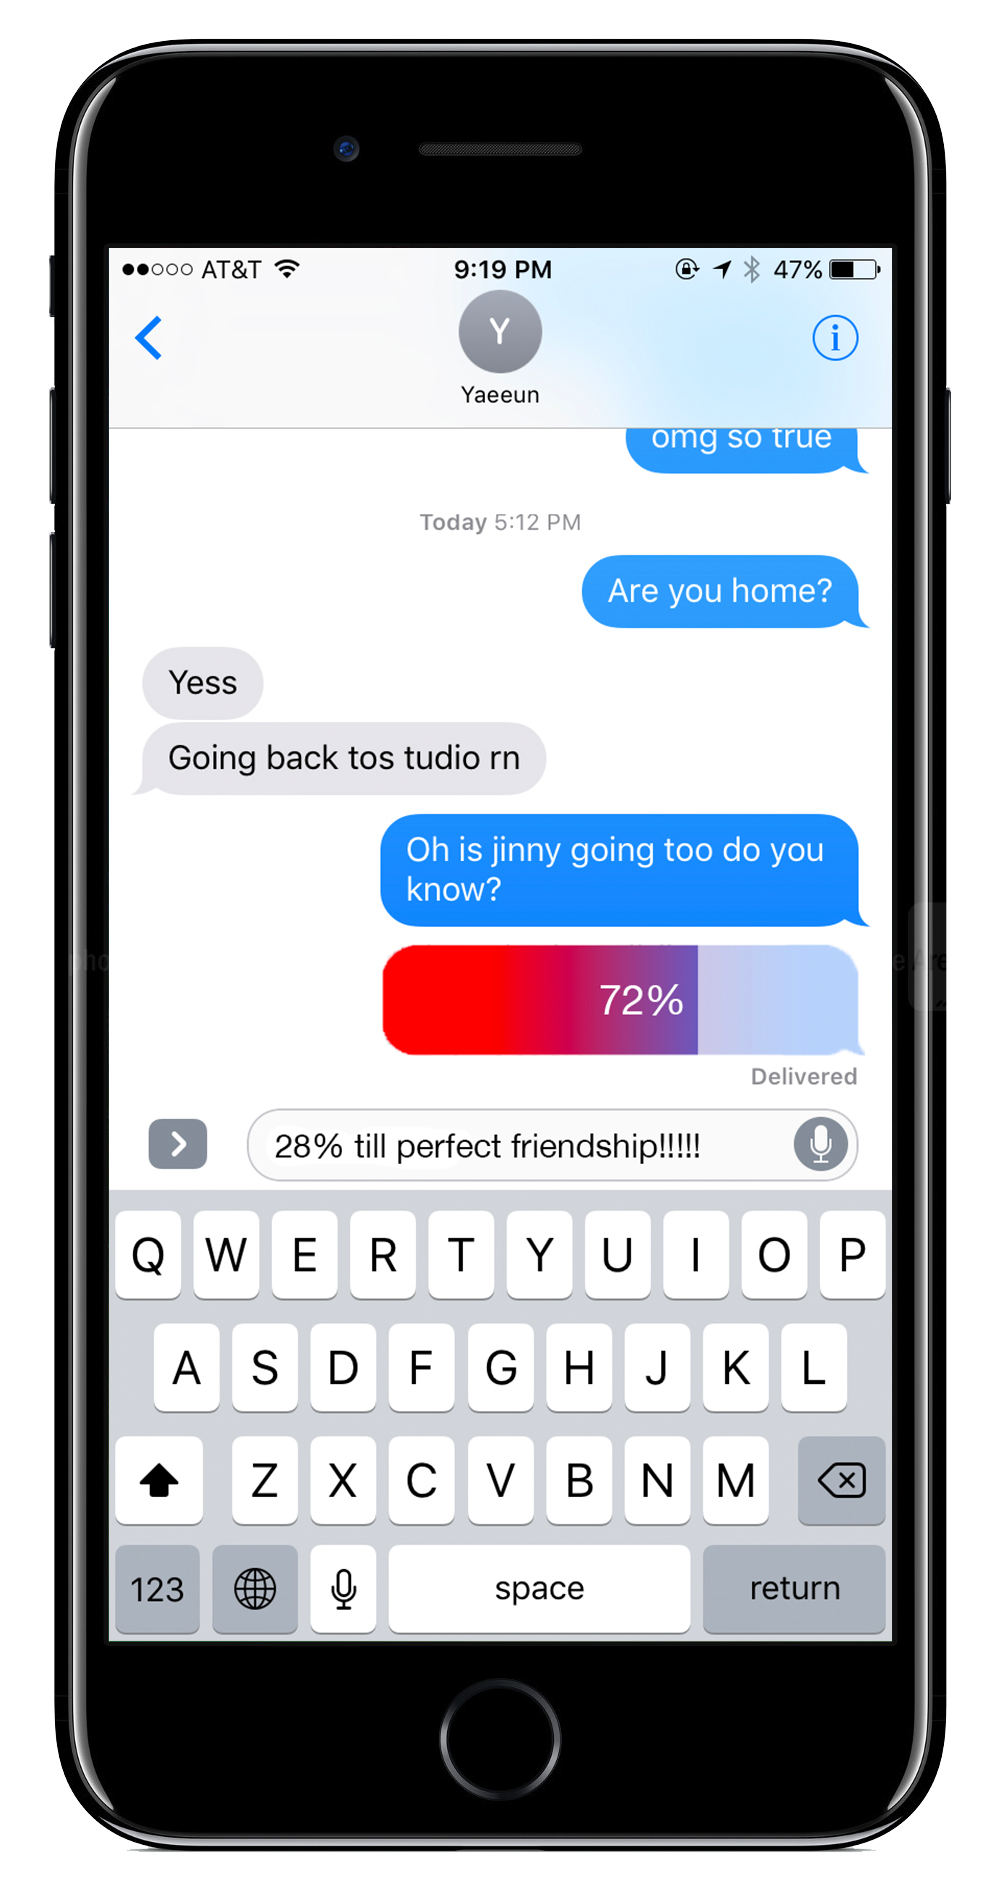 AT&T 9:19 PM 47%
Y
Yaeeun
omg so true
Today 5:12 PM
Are you home?
Yess
Going back tos tudio rn
Oh is jinny going too do you
know?
72%
Delivered
28% till perfect friendship!!!!!
Q W E R T Y U I O P
A S D F G H J K L
Z X C V B N M
123 space return